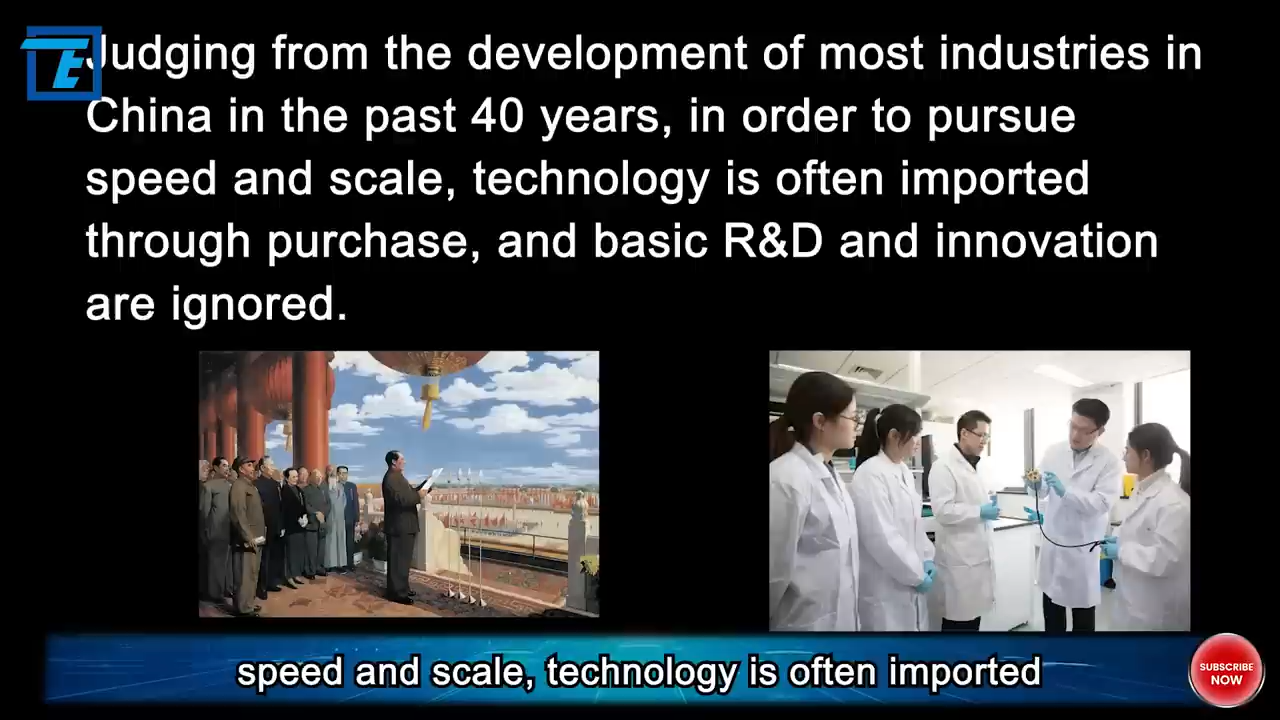 TE
Judging from the development of most industries in
China in the past 40 years, in order to pursue
speed and scale, technology is often imported
through purchase, and basic R&D and innovation
are ignored.
speed and scale, technology is often imported
SUBSCRIBE
NOW